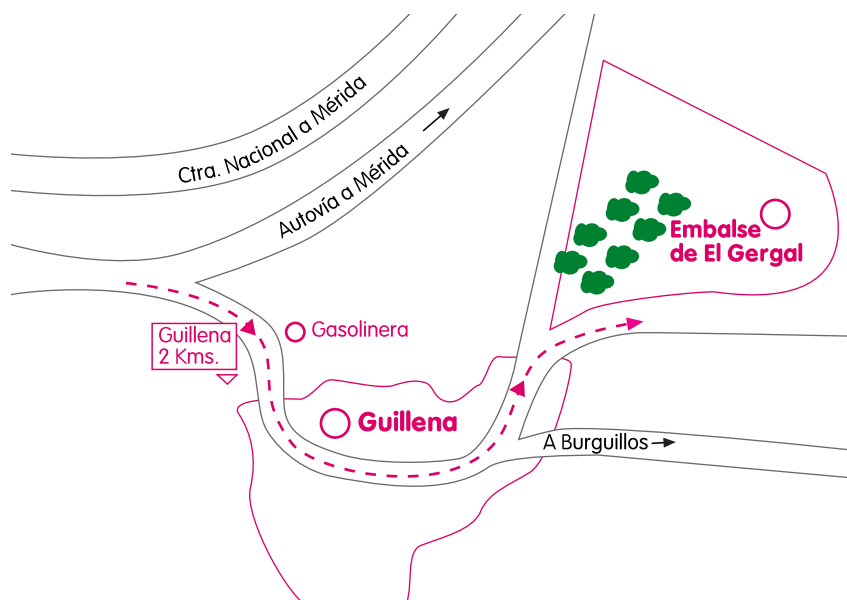 Ctra. Nacional a Mérida
Autovía a Mérida
Embalse
de El Gergal
Gasolinera
Guillena
2 Kms.
Guillena
A Burguillos